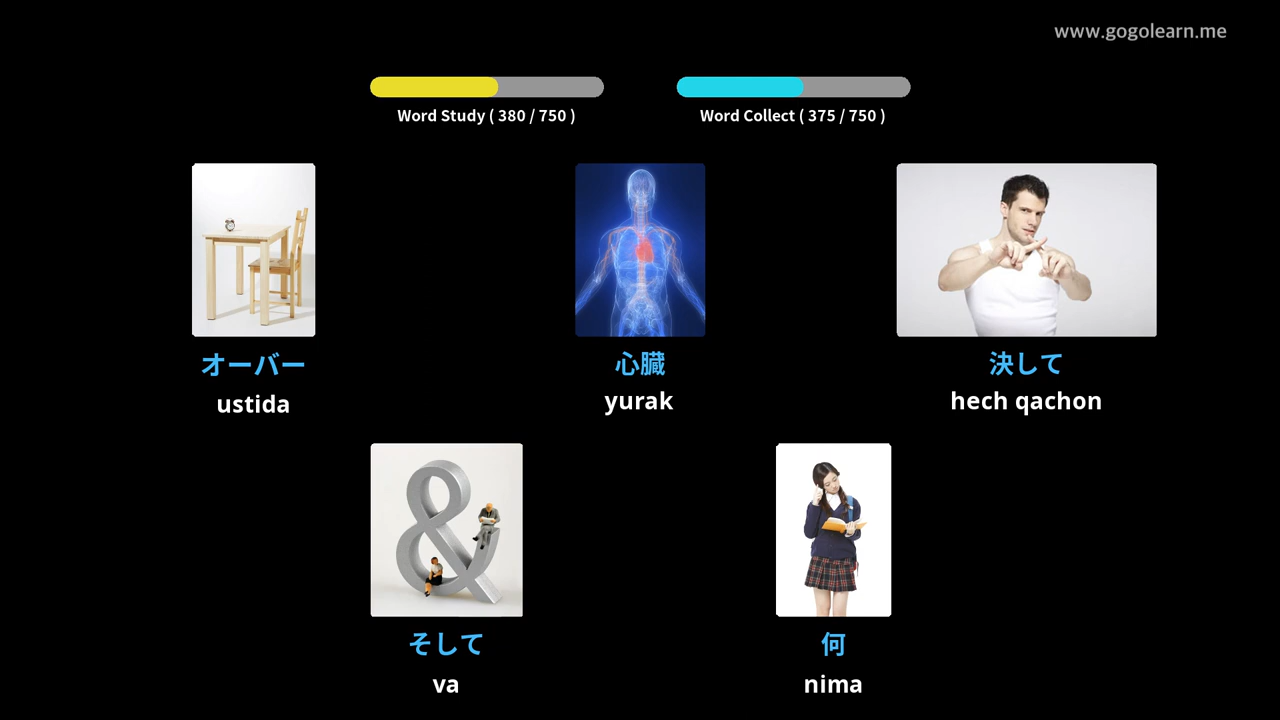 www.gogolearn.me
Word Study ( 380 / 750 )
Word Collect ( 375 / 750 )
オーバー
ustida
心臓
yurak
決して
hech qachon
そして
va
何
nima